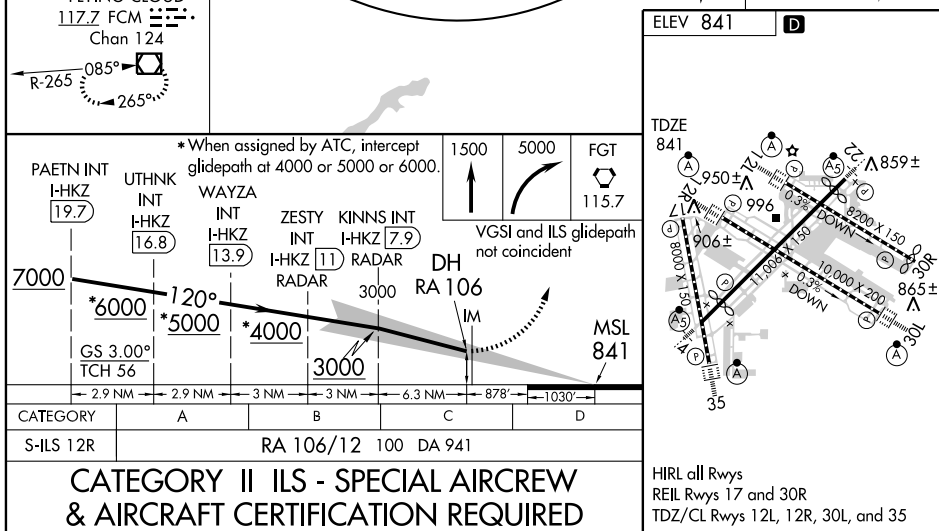 117.7 FCM
Chan 124
R-265
085°
265°
*When assigned by ATC, intercept
glidepath at 4000 or 5000 or 6000.
1500
5000
FGT
115.7
VGSI and ILS glidepath
not coincident
PAETN INT
I-HKZ
19.7
UTHNK
INT
I-HKZ
16.8
WAYZA
INT
I-HKZ
13.9
ZESTY
INT
I-HKZ 11
RADAR
KINNS INT
I-HKZ 7.9
RADAR
3000
DH
RA 106
IM
MSL
841
7000
*6000
120°
*5000
*4000
3000
GS 3.00°
TCH 56
2.9 NM
2.9 NM
3 NM
3 NM
6.3 NM
878'
1030'
CATEGORY A B C D
S-ILS 12R RA 106/12 100 DA 941
CATEGORY II ILS - SPECIAL AIRCREW
& AIRCRAFT CERTIFICATION REQUIRED
ELEV 841 D
TDZE
841
A
A
A5
22
859±
12L
P
950±
996
12R
P
0.3%
DOWN
8200 X 150
17
P
906±
P
30R
8000 X 150
11,006 X 150
10,000 X 200
0.3%
DOWN
865±
P
P
30L
A5
4
P
A
A
35
HIRL all Rwys
REIL Rwys 17 and 30R
TDZ/CL Rwys 12L, 12R, 30L, and 35